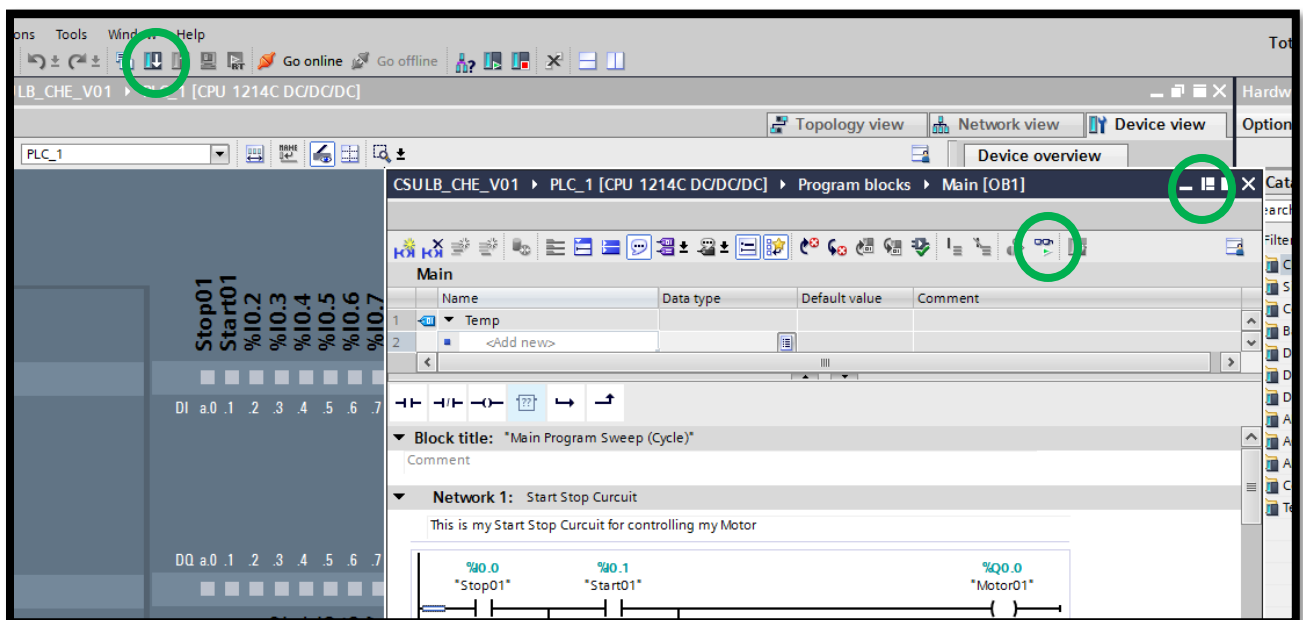 ons Tools Window Help
Tot
Go online Go offline
LB_CHE_V01 PLC_1 [CPU 1214C DC/DC/DC]
Hardw
Topology view Network view Device view
Option
PLC_1
Device overview
CSULB_CHE_V01 PLC_1 [CPU 1214C DC/DC/DC] Program blocks Main [OB1]
Cata
earch
Filter
Main
Name Data type Default value Comment
1 Temp
2 <Add new>
Stop01
Start01
%I0.2
%I0.3
%I0.4
%I0.5
%I0.6
%I0.7
DI a.0 .1 .2 .3 .4 .5 .6 .7
??
Block title: "Main Program Sweep (Cycle)"
Comment
Network 1: Start Stop Curcuit
This is my Start Stop Curcuit for controlling my Motor
DQ a.0 .1 .2 .3 .4 .5 .6 .7
%I0.0 %I0.1 %Q0.0
"Stop01" "Start01" "Motor01"